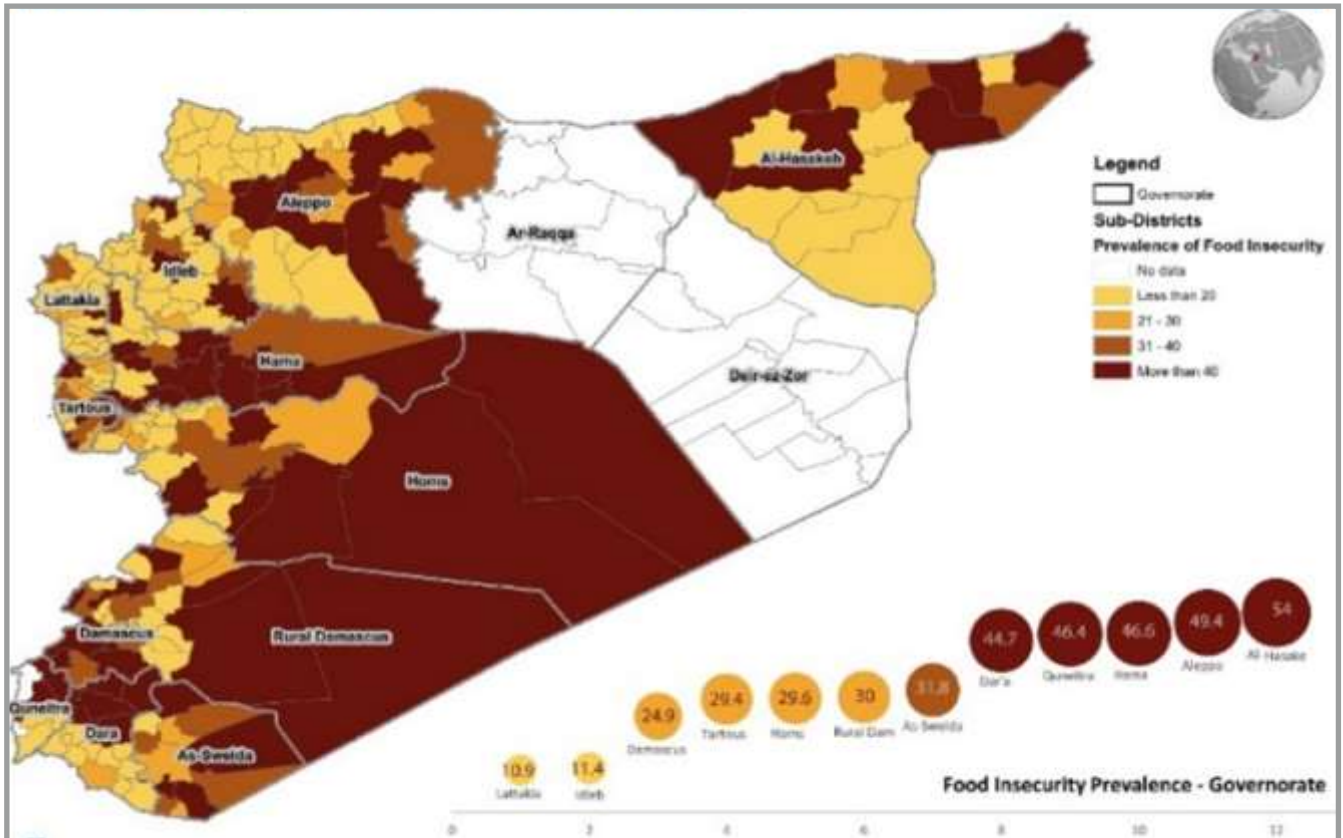 Legend
Governorate
Sub-Districts
Prevalence of Food Insecurity
No data
Less than 20
21 - 30
31 - 40
More than 40
Al-Hasakeh
Aleppo
Ar-Raqqa
Idleb
Lattakia
Hama
Deir-ez-Zor
Tartous
Homs
Damascus
Rural Damascus
Quneitra
Dara
As-Sweida
54
Al-Hasake
49.4
Aleppo
46.6
Hama
46.4
Quneitra
44.7
Dar'a
31.8
As Sweida
30
Rural Dam
29.6
Homs
29.4
Tartous
24.9
Damascus
11.4
Idleb
10.9
Lattakia
Food Insecurity Prevalence - Governorate
0 2 4 6 8 10 12